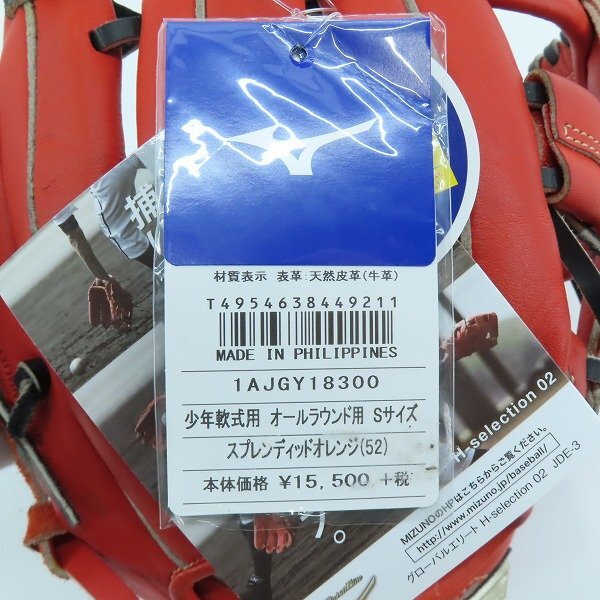 材質表示 表革:天然皮革(牛革)
T4954638449211
MADE IN PHILIPPINES
1AJGY18300
少年軟式用 オールラウンド用 Sサイズ
スプレンディッドオレンジ(52)
本体価格 ¥15,500 +税
捕
H-selection 02
MIZUNOのHPはこちらからご覧ください。
http://www.mizuno.jp/baseball/
グローバルエリート H-selection 02 JDE-3